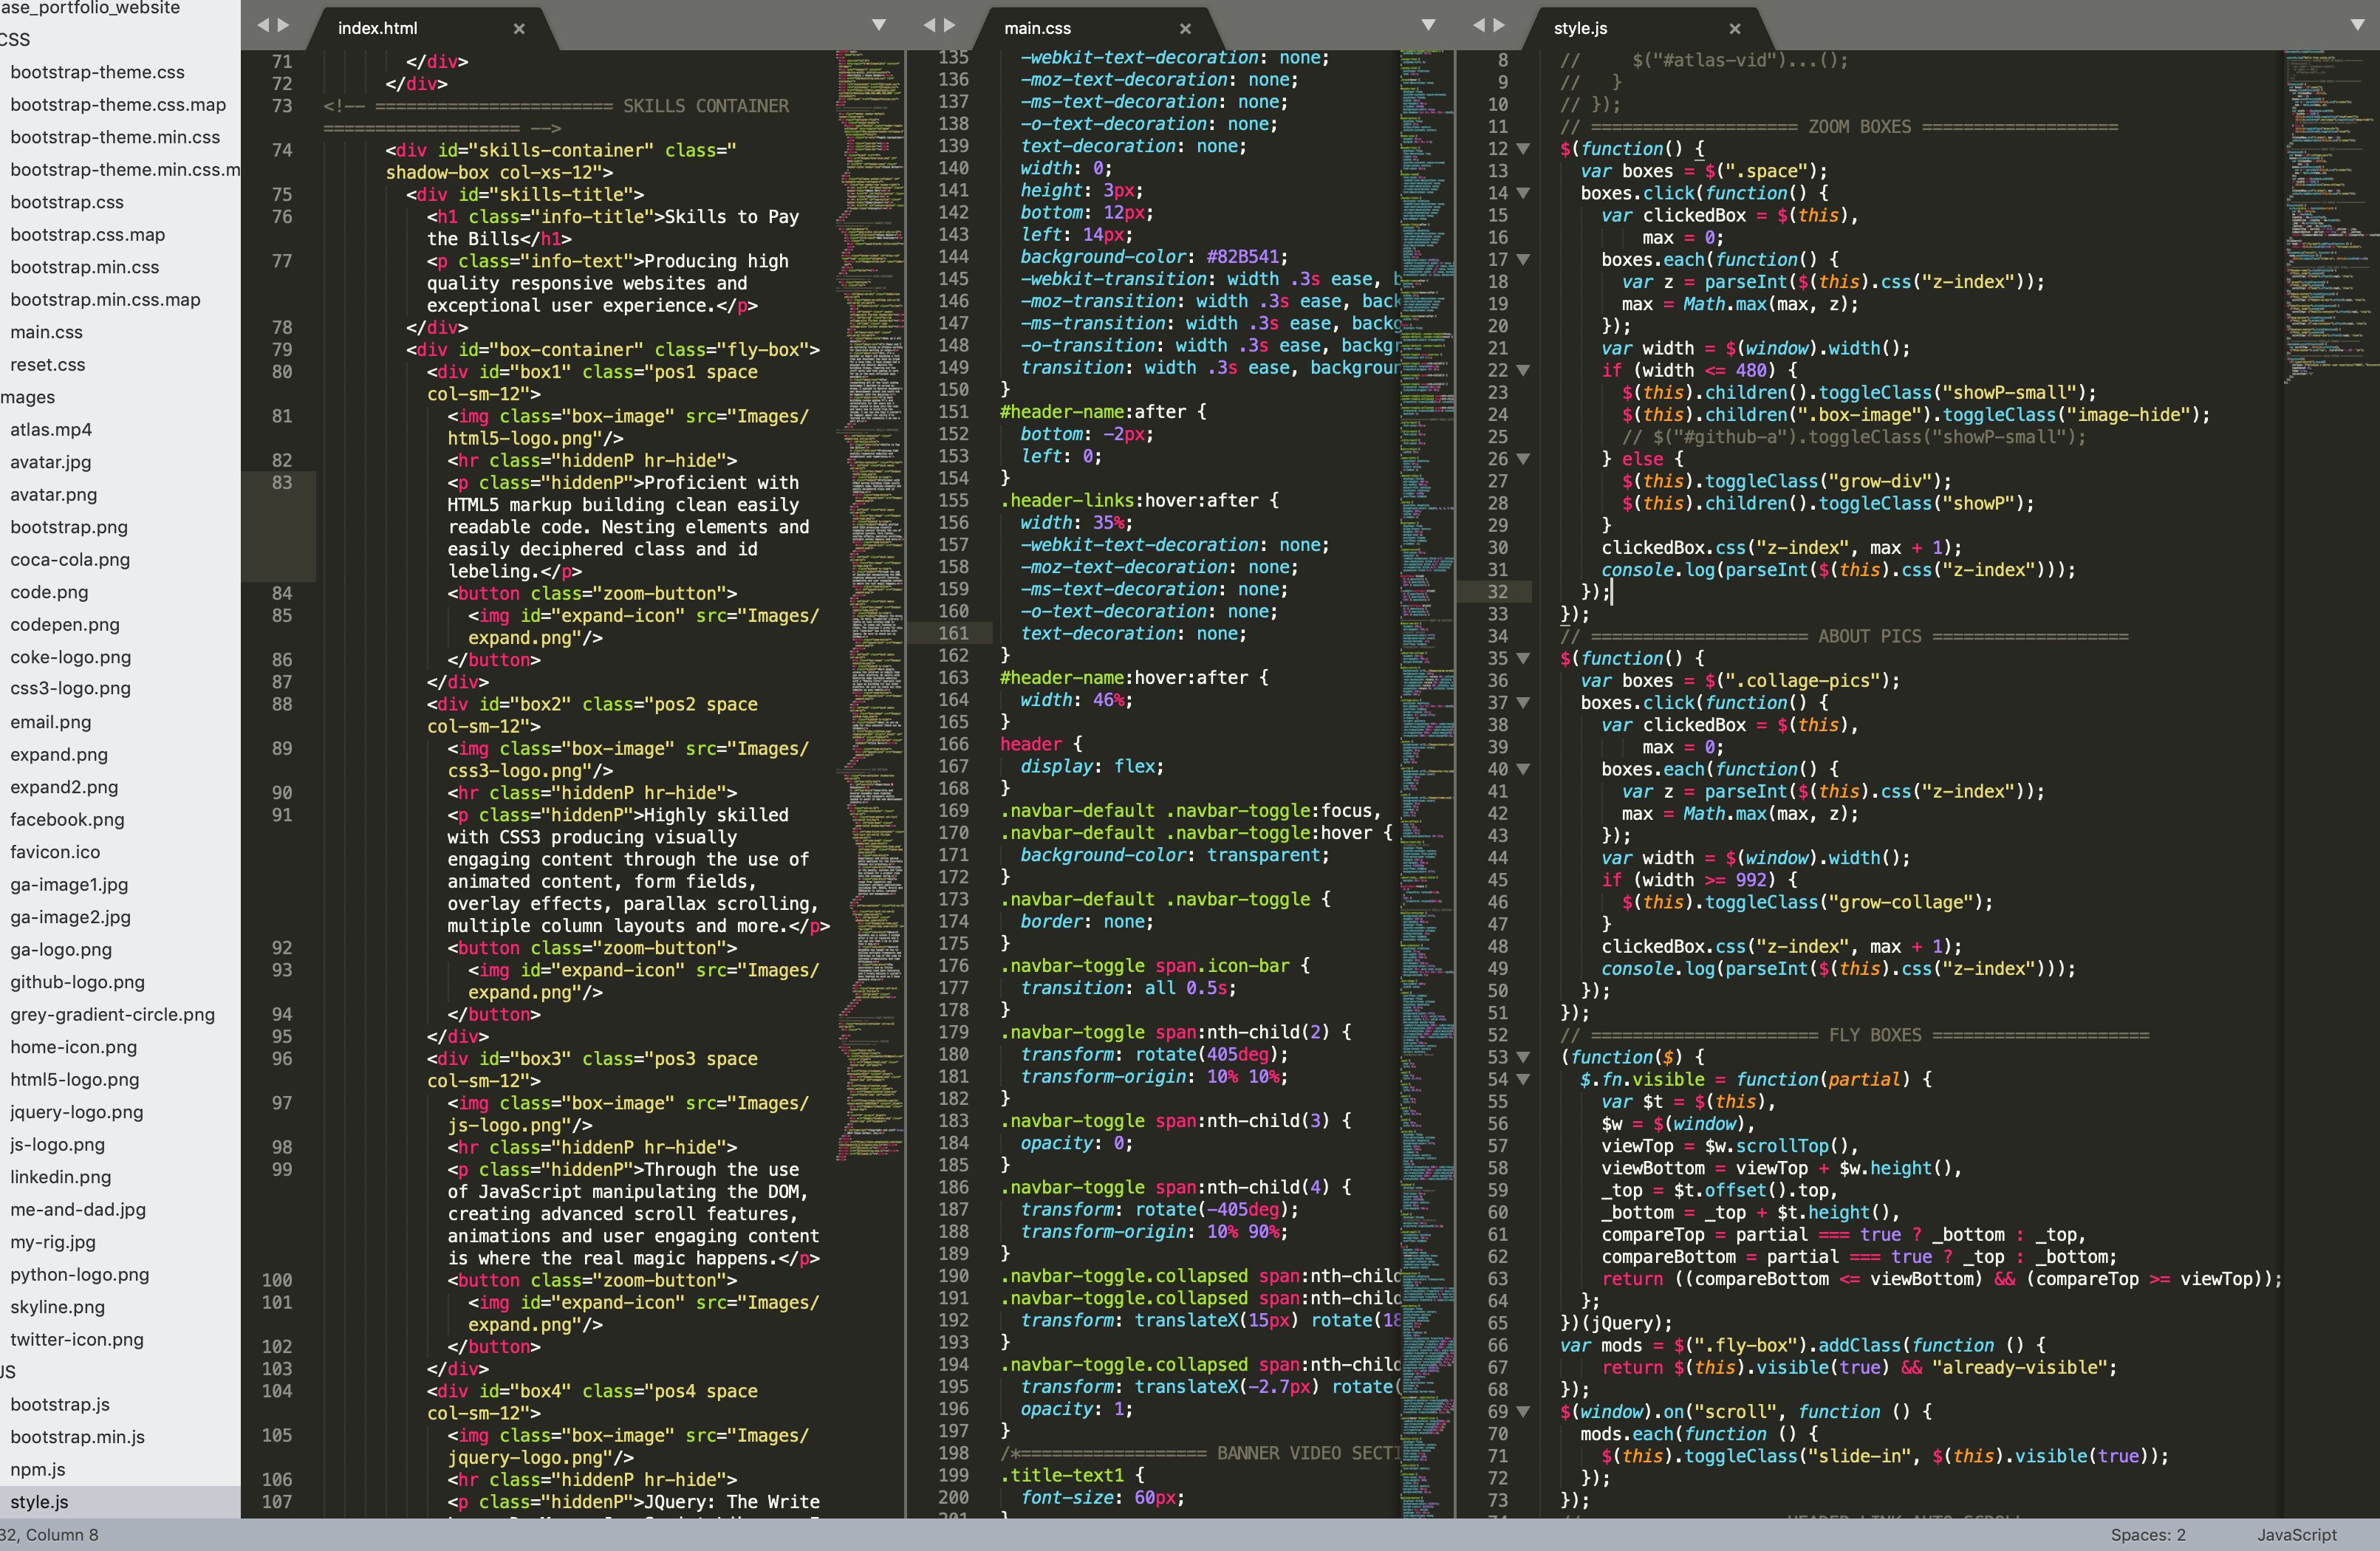 ase_portfolio_website
CSS
bootstrap-theme.css
bootstrap-theme.css.map
bootstrap-theme.min.css
bootstrap-theme.min.css.m
bootstrap.css
bootstrap.css.map
bootstrap.min.css
bootstrap.min.css.map
main.css
reset.css
mages
atlas.mp4
avatar.jpg
avatar.png
bootstrap.png
coca-cola.png
code.png
codepen.png
coke-logo.png
css3-logo.png
email.png
expand.png
expand2.png
facebook.png
favicon.ico
ga-image1.jpg
ga-image2.jpg
ga-logo.png
github-logo.png
grey-gradient-circle.png
home-icon.png
html5-logo.png
jquery-logo.png
js-logo.png
linkedin.png
me-and-dad.jpg
my-rig.jpg
python-logo.png
skyline.png
twitter-icon.png
JS
bootstrap.js
bootstrap.min.js
npm.js
style.js
index.html
71 </div>
72 </div>
73 <!-- ======================= SKILLS CONTAINER
=================== -->
74 <div id="skills-container" class="
shadow-box col-xs-12">
75 <div id="skills-title">
76 <h1 class="info-title">Skills to Pay
the Bills</h1>
77 <p class="info-text">Producing high
quality responsive websites and
exceptional user experience.</p>
78 </div>
79 <div id="box-container" class="fly-box">
80 <div id="box1" class="pos1 space
col-sm-12">
81 <img class="box-image" src="Images/
html5-logo.png"/>
82 <hr class="hiddenP hr-hide">
83 <p class="hiddenP">Proficient with
HTML5 markup building clean easily
readable code. Nesting elements and
easily deciphered class and id
lebeling.</p>
84 <button class="zoom-button">
85 <img id="expand-icon" src="Images/
expand.png"/>
86 </button>
87 </div>
88 <div id="box2" class="pos2 space
col-sm-12">
89 <img class="box-image" src="Images/
css3-logo.png"/>
90 <hr class="hiddenP hr-hide">
91 <p class="hiddenP">Highly skilled
with CSS3 producing visually
engaging content through the use of
animated content, form fields,
overlay effects, parallax scrolling,
multiple column layouts and more.</p>
92 <button class="zoom-button">
93 <img id="expand-icon" src="Images/
expand.png"/>
94 </button>
95 </div>
96 <div id="box3" class="pos3 space
col-sm-12">
97 <img class="box-image" src="Images/
js-logo.png"/>
98 <hr class="hiddenP hr-hide">
99 <p class="hiddenP">Through the use
of JavaScript manipulating the DOM,
creating advanced scroll features,
animations and user engaging content
is where the real magic happens.</p>
100 <button class="zoom-button">
101 <img id="expand-icon" src="Images/
expand.png"/>
102 </button>
103 </div>
104 <div id="box4" class="pos4 space
col-sm-12">
105 <img class="box-image" src="Images/
jquery-logo.png"/>
106 <hr class="hiddenP hr-hide">
107 <p class="hiddenP">JQuery: The Write
main.css
135 -webkit-text-decoration: none;
136 -moz-text-decoration: none;
137 -ms-text-decoration: none;
138 -o-text-decoration: none;
139 text-decoration: none;
140 width: 0;
141 height: 3px;
142 bottom: 12px;
143 left: 14px;
144 background-color: #82B541;
145 -webkit-transition: width .3s ease, b
146 -moz-transition: width .3s ease, back
147 -ms-transition: width .3s ease, backg
148 -o-transition: width .3s ease, backgr
149 transition: width .3s ease, backgroun
150 }
151 #header-name:after {
152 bottom: -2px;
153 left: 0;
154 }
155 .header-links:hover:after {
156 width: 35%;
157 -webkit-text-decoration: none;
158 -moz-text-decoration: none;
159 -ms-text-decoration: none;
160 -o-text-decoration: none;
161 text-decoration: none;
162 }
163 #header-name:hover:after {
164 width: 46%;
165 }
166 header {
167 display: flex;
168 }
169 .navbar-default .navbar-toggle:focus,
170 .navbar-default .navbar-toggle:hover {
171 background-color: transparent;
172 }
173 .navbar-default .navbar-toggle {
174 border: none;
175 }
176 .navbar-toggle span.icon-bar {
177 transition: all 0.5s;
178 }
179 .navbar-toggle span:nth-child(2) {
180 transform: rotate(405deg);
181 transform-origin: 10% 10%;
182 }
183 .navbar-toggle span:nth-child(3) {
184 opacity: 0;
185 }
186 .navbar-toggle span:nth-child(4) {
187 transform: rotate(-405deg);
188 transform-origin: 10% 90%;
189 }
190 .navbar-toggle.collapsed span:nth-child
191 .navbar-toggle.collapsed span:nth-child
192 transform: translateX(15px) rotate(18
193 }
194 .navbar-toggle.collapsed span:nth-child
195 transform: translateX(-2.7px) rotate(
196 opacity: 1;
197 }
198 /*================== BANNER VIDEO SECTI
199 .title-text1 {
200 font-size: 60px;
201 }
style.js
8 // $("#atlas-vid")...();
9 // }
10 // });
11 // ==================== ZOOM BOXES ===================
12 $(function() {
13 var boxes = $(".space");
14 boxes.click(function() {
15 var clickedBox = $(this),
16 max = 0;
17 boxes.each(function() {
18 var z = parseInt($(this).css("z-index"));
19 max = Math.max(max, z);
20 });
21 var width = $(window).width();
22 if (width <= 480) {
23 $(this).children().toggleClass("showP-small");
24 $(this).children(".box-image").toggleClass("image-hide");
25 // $("#github-a").toggleClass("showP-small");
26 } else {
27 $(this).toggleClass("grow-div");
28 $(this).children().toggleClass("showP");
29 }
30 clickedBox.css("z-index", max + 1);
31 console.log(parseInt($(this).css("z-index")));
32 });
33 });
34 // ===================== ABOUT PICS ===================
35 $(function() {
36 var boxes = $(".collage-pics");
37 boxes.click(function() {
38 var clickedBox = $(this),
39 max = 0;
40 boxes.each(function() {
41 var z = parseInt($(this).css("z-index"));
42 max = Math.max(max, z);
43 });
44 var width = $(window).width();
45 if (width >= 992) {
46 $(this).toggleClass("grow-collage");
47 }
48 clickedBox.css("z-index", max + 1);
49 console.log(parseInt($(this).css("z-index")));
50 });
51 });
52 // ====================== FLY BOXES =====================
53 (function($) {
54 $.fn.visible = function(partial) {
55 var $t = $(this),
56 $w = $(window),
57 viewTop = $w.scrollTop(),
58 viewBottom = viewTop + $w.height(),
59 _top = $t.offset().top,
60 _bottom = _top + $t.height(),
61 compareTop = partial === true ? _bottom : _top,
62 compareBottom = partial === true ? _top : _bottom;
63 return ((compareBottom <= viewBottom) && (compareTop >= viewTop));
64 };
65 })(jQuery);
66 var mods = $(".fly-box").addClass(function () {
67 return $(this).visible(true) && "already-visible";
68 });
69 $(window).on("scroll", function () {
70 mods.each(function () {
71 $(this).toggleClass("slide-in", $(this).visible(true));
72 });
73 });
32, Column 8
Spaces: 2
JavaScript